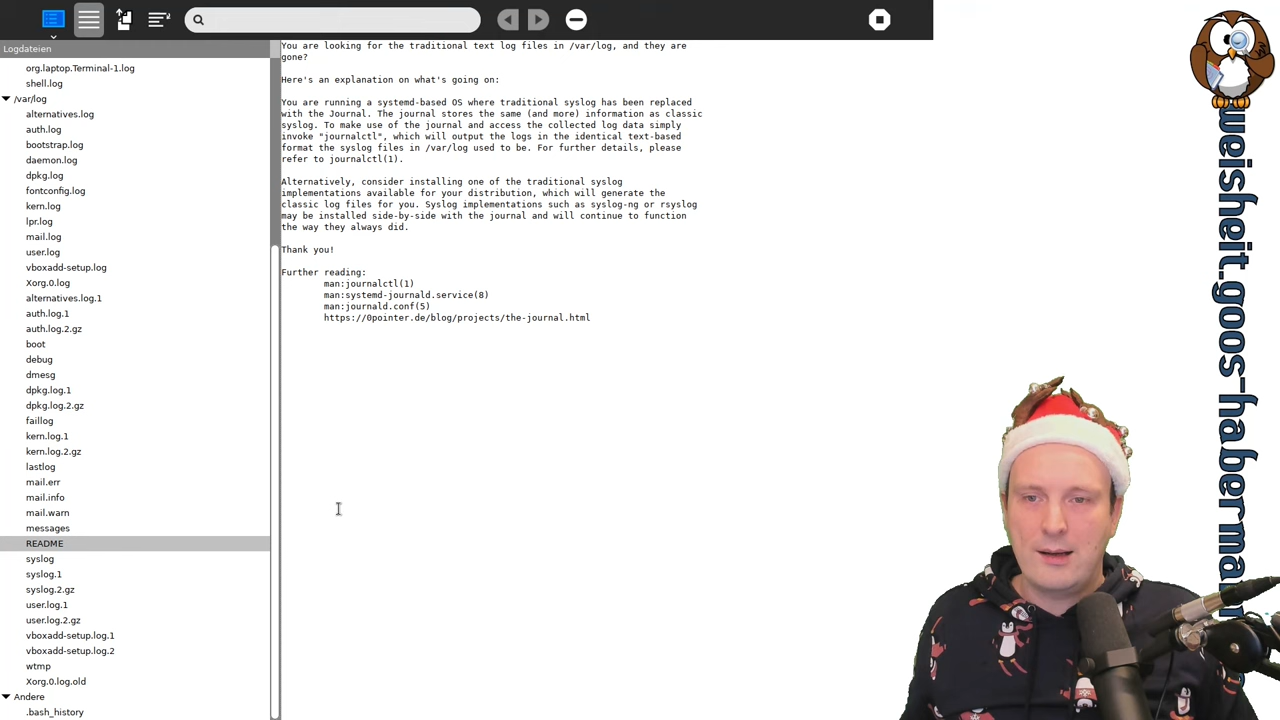 Logdateien
org.laptop.Terminal-1.log
shell.log
/var/log
alternatives.log
auth.log
bootstrap.log
daemon.log
dpkg.log
fontconfig.log
kern.log
lpr.log
mail.log
user.log
vboxadd-setup.log
Xorg.0.log
alternatives.log.1
auth.log.1
auth.log.2.gz
boot
debug
dmesg
dpkg.log.1
dpkg.log.2.gz
faillog
kern.log.1
kern.log.2.gz
lastlog
mail.err
mail.info
mail.warn
messages
README
syslog
syslog.1
syslog.2.gz
user.log.1
user.log.2.gz
vboxadd-setup.log.1
vboxadd-setup.log.2
wtmp
Xorg.0.log.old
Andere
.bash_history
You are looking for the traditional text log files in /var/log, and they are
gone?
Here's an explanation on what's going on:
You are running a systemd-based OS where traditional syslog has been replaced
with the Journal. The journal stores the same (and more) information as classic
syslog. To make use of the journal and access the collected log data simply
invoke "journalctl", which will output the logs in the identical text-based
format the syslog files in /var/log used to be. For further details, please
refer to journalctl(1).
Alternatively, consider installing one of the traditional syslog
implementations available for your distribution, which will generate the
classic log files for you. Syslog implementations such as syslog-ng or rsyslog
may be installed side-by-side with the journal and will continue to function
the way they always did.
Thank you!
Further reading:
man:journalctl(1)
man:systemd-journald.service(8)
man:journald.conf(5)
https://0pointer.de/blog/projects/the-journal.html